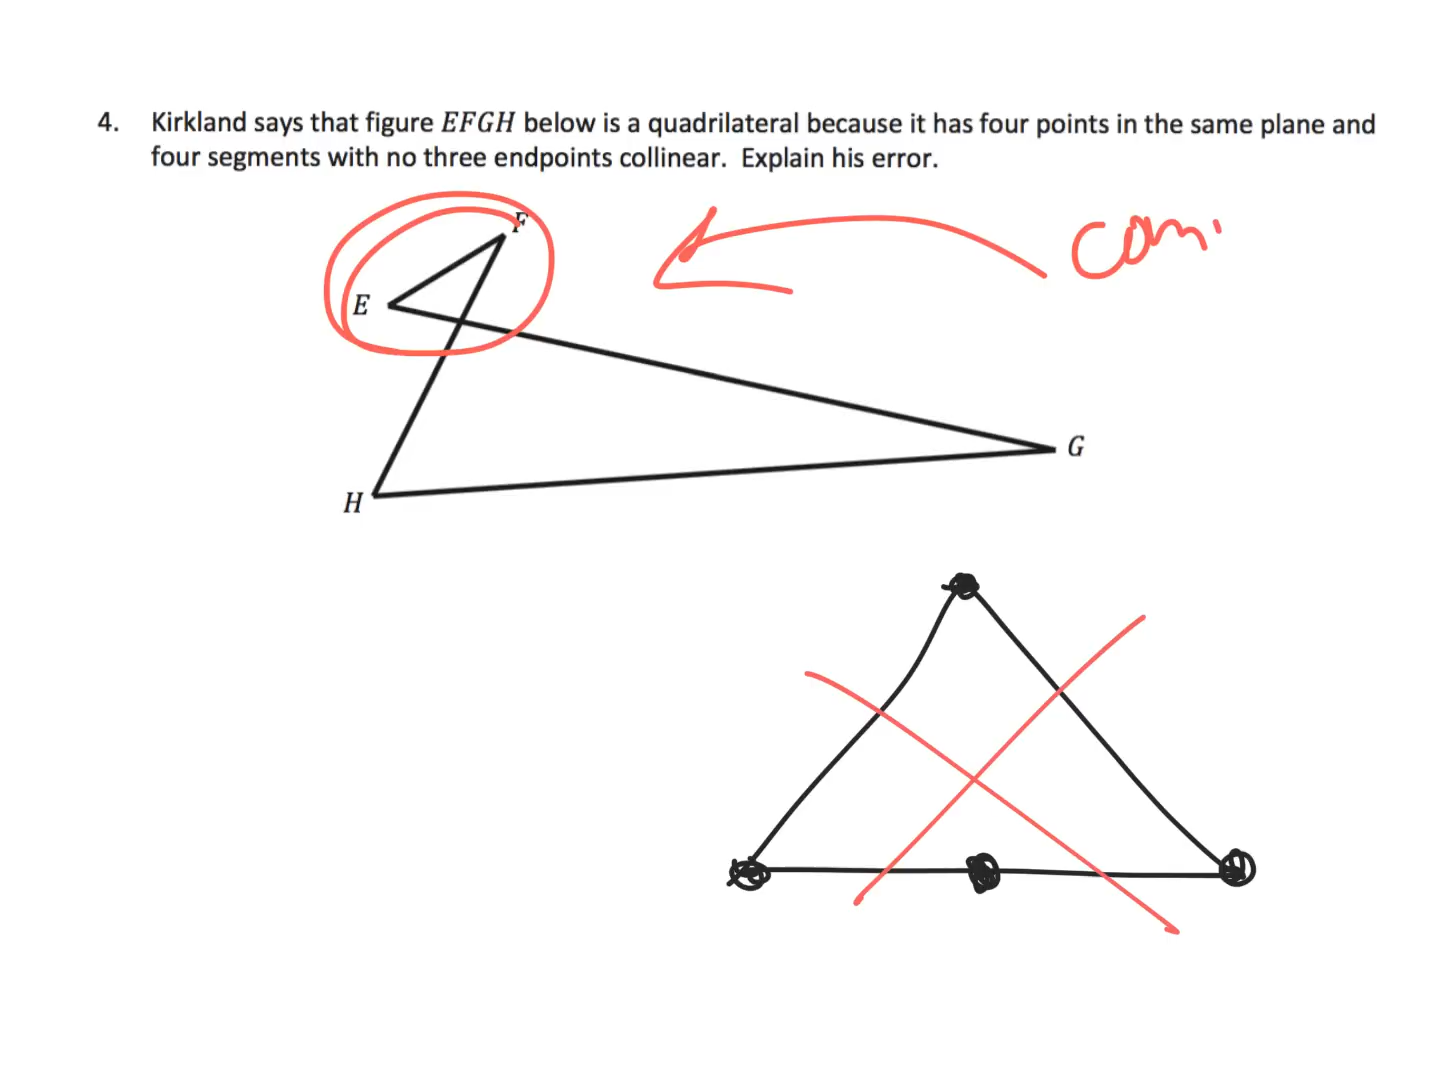 4. Kirkland says that figure EFGH below is a quadrilateral because it has four points in the same plane and
four segments with no three endpoints collinear. Explain his error.
F
com
E
G
H